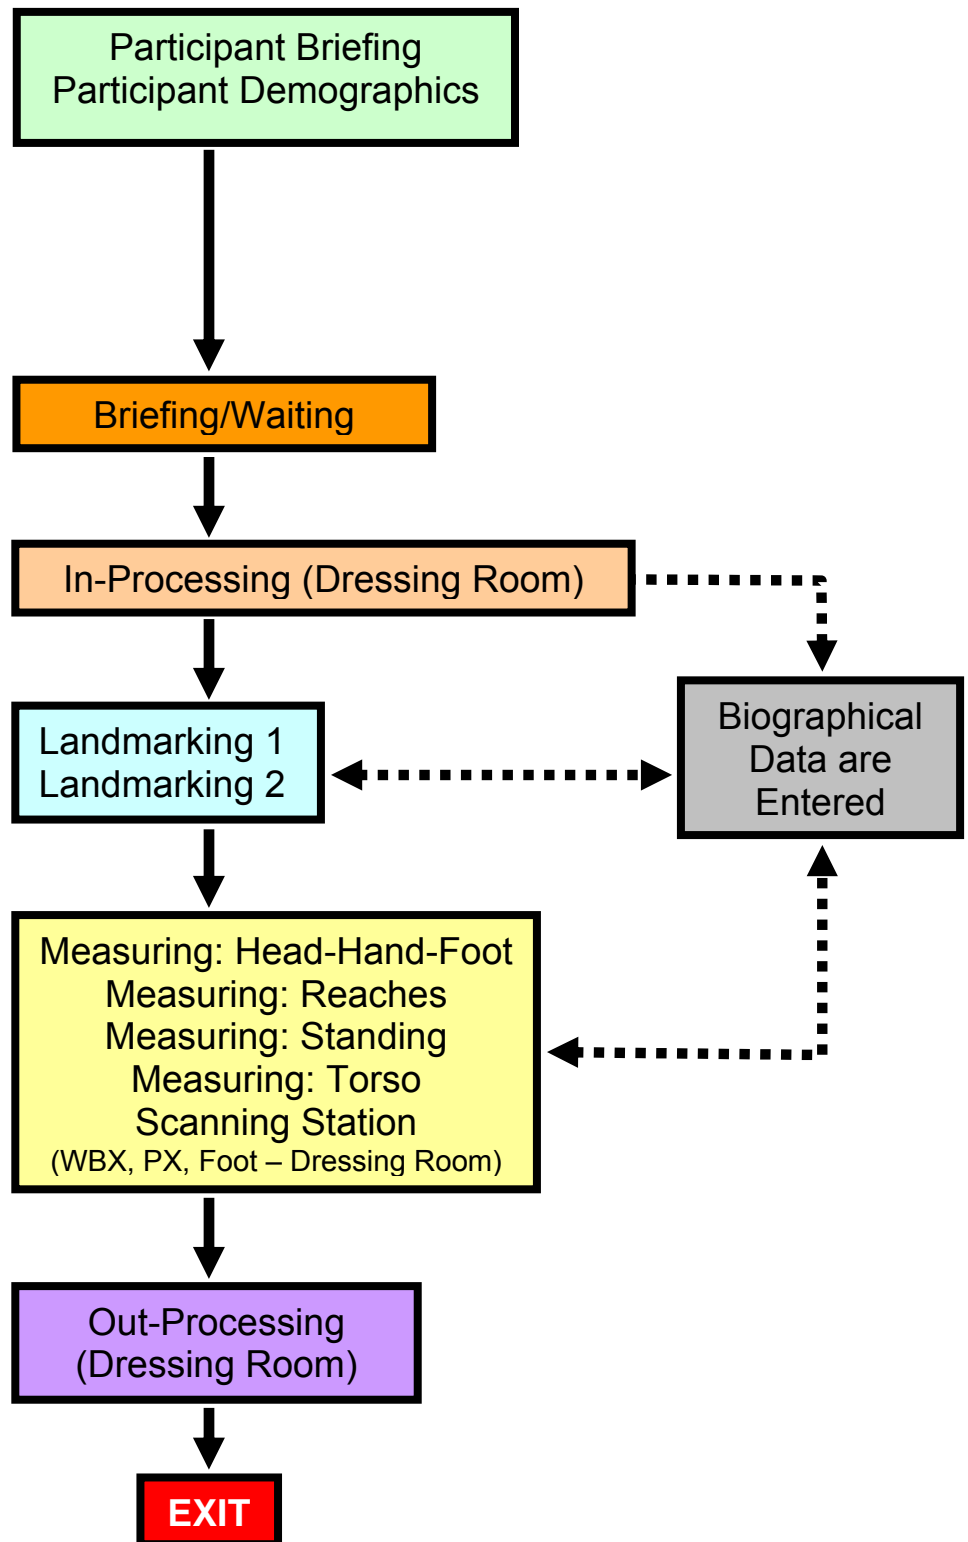 Participant Briefing
Participant Demographics
Briefing/Waiting
In-Processing (Dressing Room)
Landmarking 1
Landmarking 2
Biographical
Data are
Entered
Measuring: Head-Hand-Foot
Measuring: Reaches
Measuring: Standing
Measuring: Torso
Scanning Station
(WBX, PX, Foot – Dressing Room)
Out-Processing
(Dressing Room)
EXIT